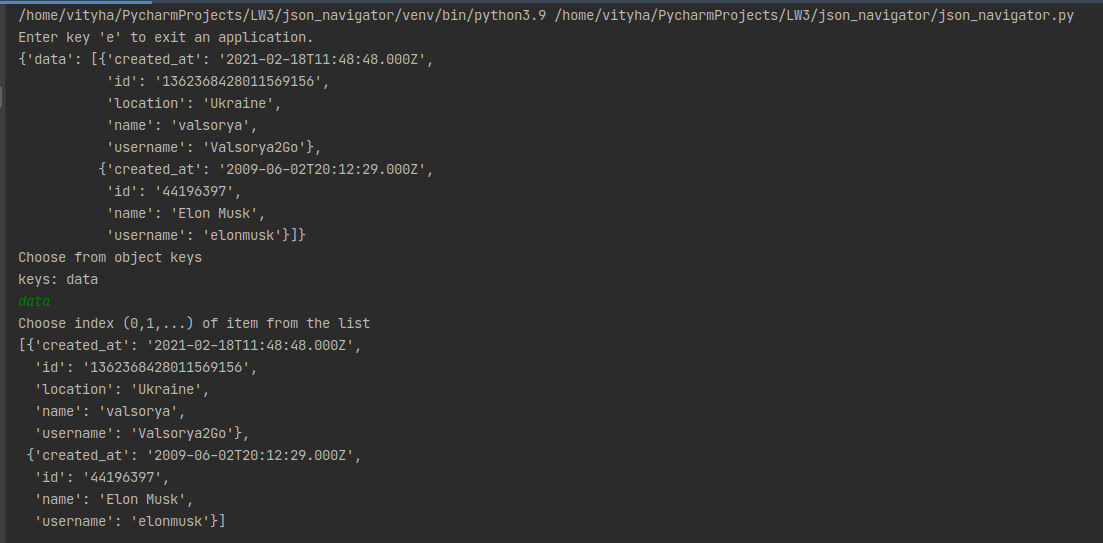 /home/vityha/PycharmProjects/LW3/json_navigator/venv/bin/python3.9 /home/vityha/PycharmProjects/LW3/json_navigator/json_navigator.py
Enter key 'e' to exit an application.
{'data': [{'created_at': '2021-02-18T11:48:48.000Z',
           'id': '1362368428011569156',
           'location': 'Ukraine',
           'name': 'valsorya',
           'username': 'Valsorya2Go'},
          {'created_at': '2009-06-02T20:12:29.000Z',
           'id': '44196397',
           'name': 'Elon Musk',
           'username': 'elonmusk'}]}
Choose from object keys
keys: data
data
Choose index (0,1,...) of item from the list
[{'created_at': '2021-02-18T11:48:48.000Z',
  'id': '1362368428011569156',
  'location': 'Ukraine',
  'name': 'valsorya',
  'username': 'Valsorya2Go'},
 {'created_at': '2009-06-02T20:12:29.000Z',
  'id': '44196397',
  'name': 'Elon Musk',
  'username': 'elonmusk'}]